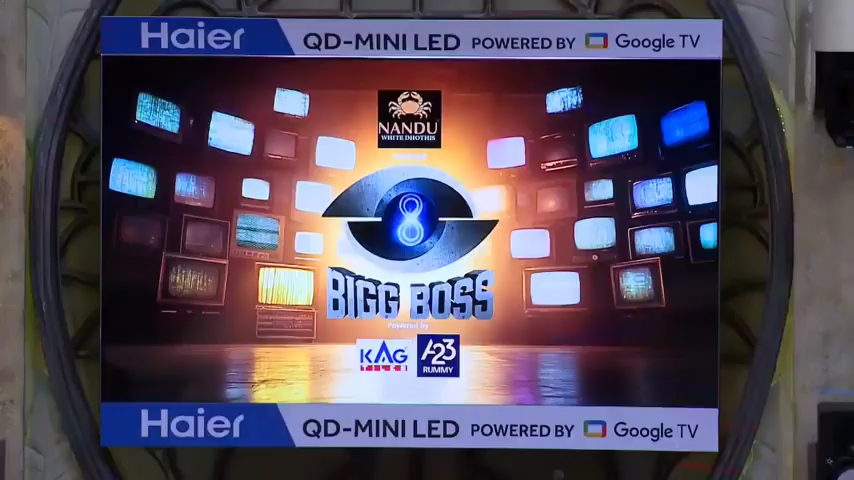 Haier QD-MINI LED POWERED BY Google TV
NANDU
WHITE DHOTHIS
8
BIGG BOSS
Powered by
KAG
TILES
A23
RUMMY
Haier QD-MINI LED POWERED BY Google TV